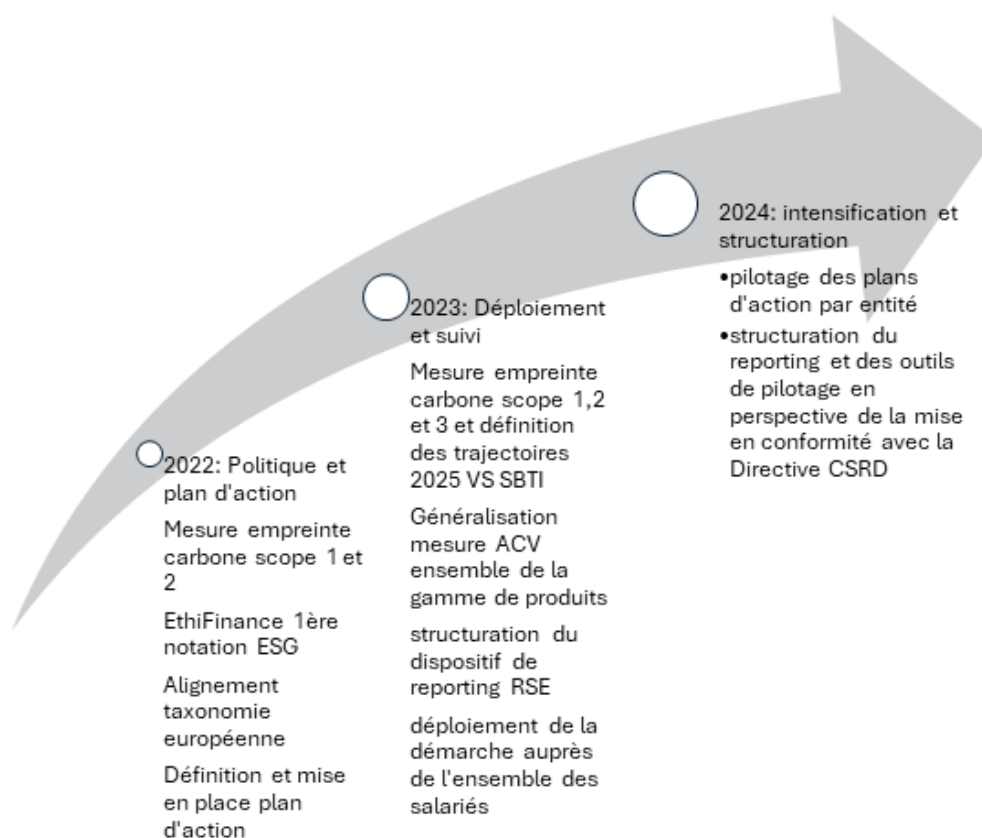 2022: Politique et
plan d'action
Mesure empreinte
carbone scope 1 et
2
EthiFinance 1ère
notation ESG
Alignement
taxonomie
européenne
Définition et mise
en place plan
d'action
2023: Déploiement
et suivi
Mesure empreinte
carbone scope 1,2
et 3 et définition
des trajectoires
2025 VS SBTI
Généralisation
mesure ACV
ensemble de la
gamme de produits
structuration du
dispositif de
reporting RSE
déploiement de la
démarche auprès
de l'ensemble des
salariés
2024: intensification et
structuration
•pilotage des plans
d'action par entité
•structuration du
reporting et des outils
de pilotage en
perspective de la mise
en conformité avec la
Directive CSRD